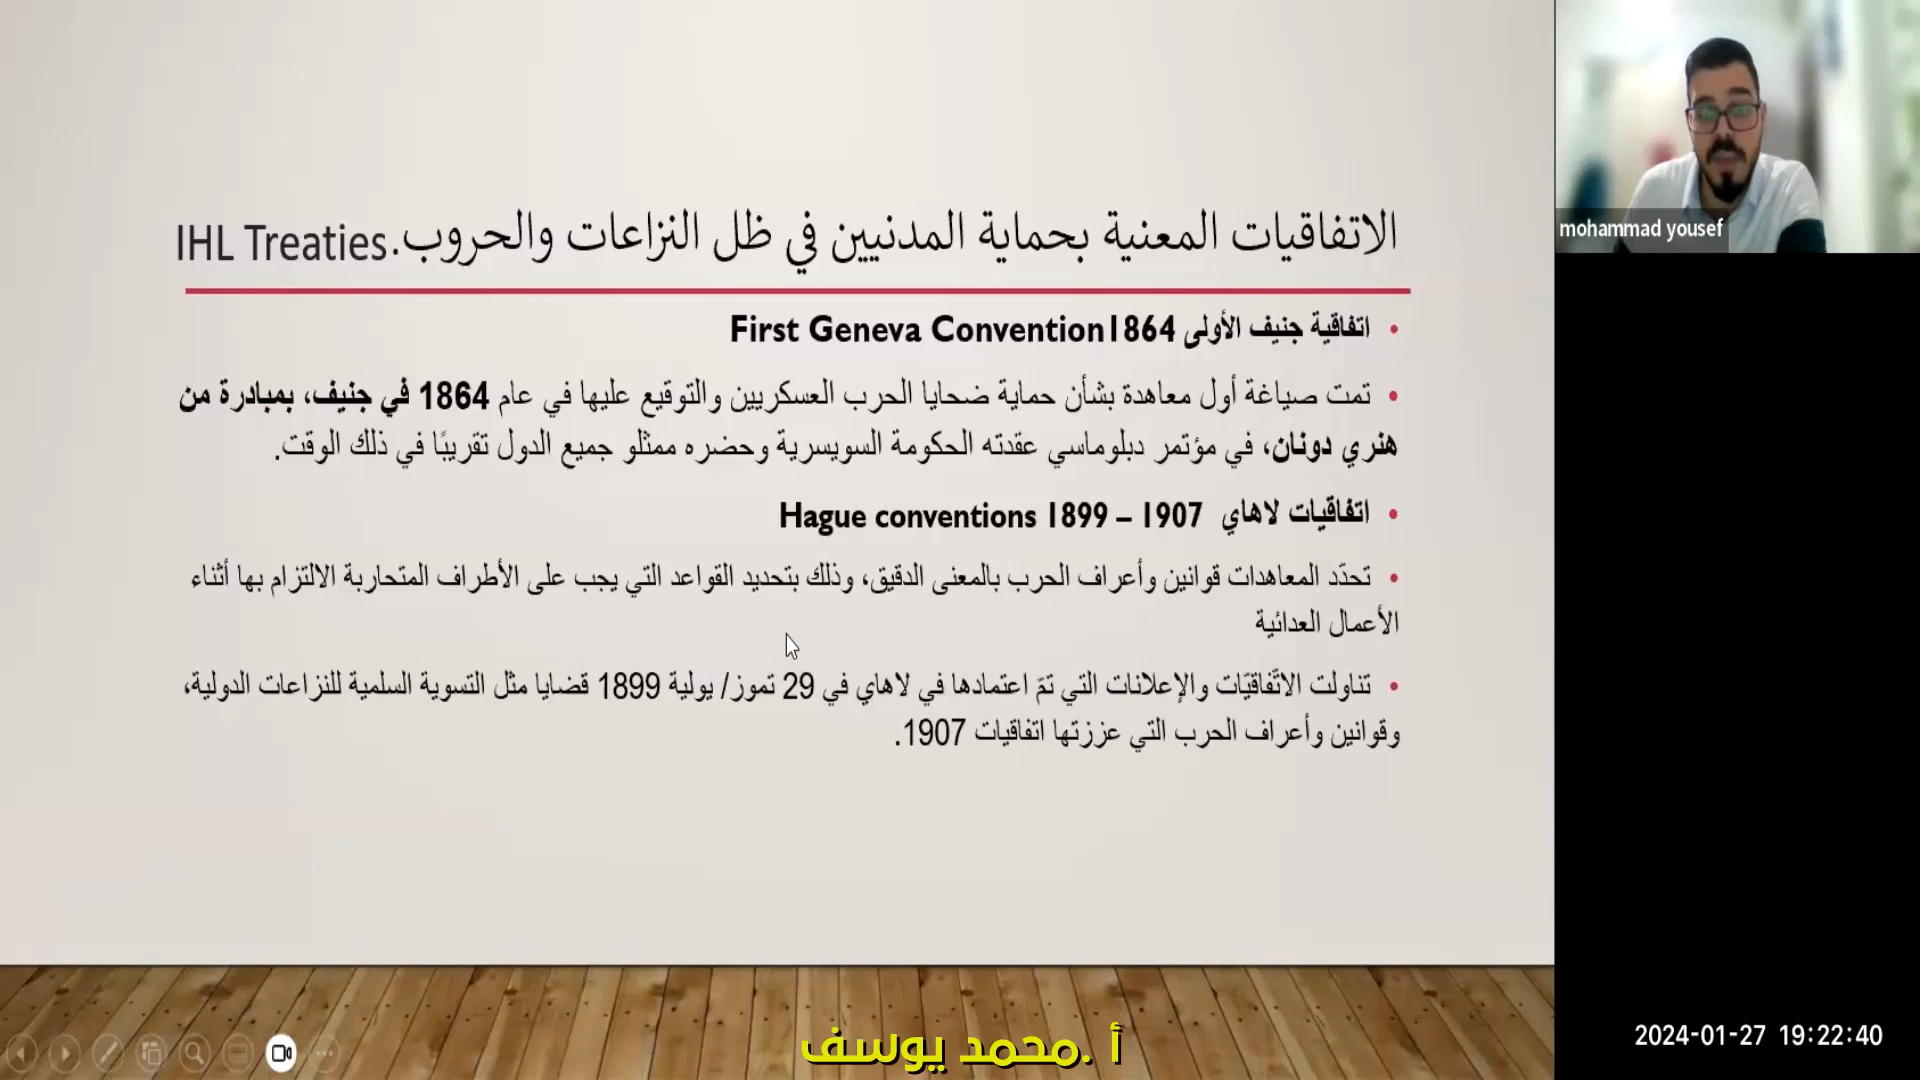 الاتفاقيات المعنية بحماية المدنيين في ظل النزاعات والحروب.IHL Treaties
• اتفاقية جنيف الأولى 1864First Geneva Convention
• تمت صياغة أول معاهدة بشأن حماية ضحايا الحرب العسكريين والتوقيع عليها في عام 1864 في جنيف، بمبادرة من
هنري دونان، في مؤتمر دبلوماسي عقدته الحكومة السويسرية وحضره ممثلو جميع الدول تقريبًا في ذلك الوقت.
• اتفاقيات لاهاي Hague conventions 1899 – 1907
• تحدّد المعاهدات قوانين وأعراف الحرب بالمعنى الدقيق، وذلك بتحديد القواعد التي يجب على الأطراف المتحاربة الالتزام بها أثناء
الأعمال العدائية
• تناولت الاتّفاقيّات والإعلانات التي تمّ اعتمادها في لاهاي في 29 تموز/ يولية 1899 قضايا مثل التسوية السلمية للنزاعات الدولية،
وقوانين وأعراف الحرب التي عززتها اتفاقيات 1907.
mohammad yousef
أ .محمد يوسف
2024-01-27 19:22:40